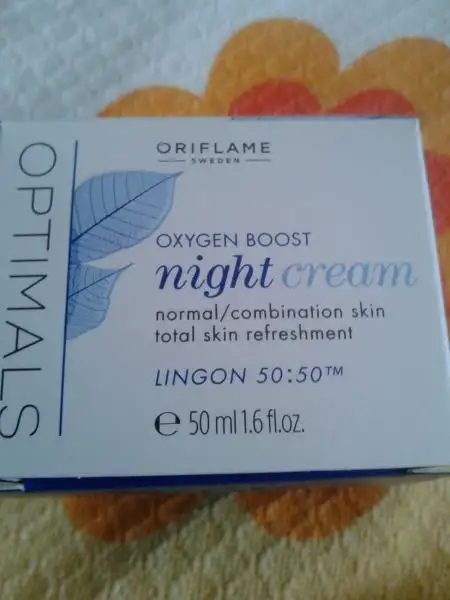 OPTIMALS
ORIFLAME
SWEDEN
OXYGEN BOOST
night cream
normal/combination skin
total skin refreshment
LINGON 50:50™
℮ 50 ml 1.6 fl.oz.